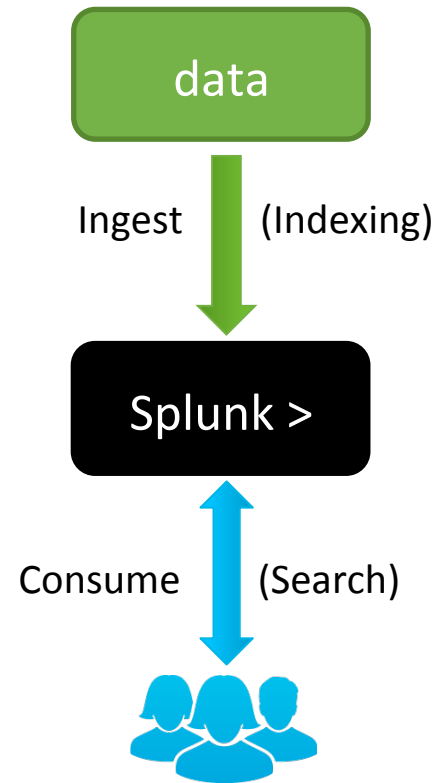 data
Ingest (Indexing)
Splunk >
Consume (Search)